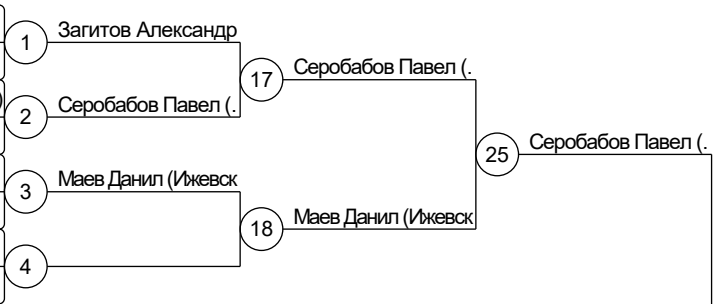 1
Загитов Александр
2
Серобабов Павел (.
3
Маев Данил (Ижевск
4
17
Серобабов Павел (.
18
Маев Данил (Ижевск
25
Серобабов Павел (.